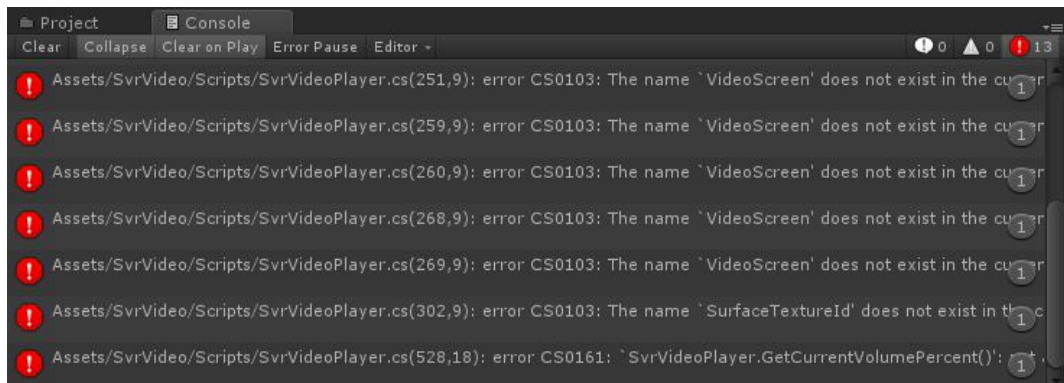 Project Console
Clear Collapse Clear on Play Error Pause Editor 0 0 13
Assets/SvrVideo/Scripts/SvrVideoPlayer.cs(251,9): error CS0103: The name `VideoScreen' does not exist in the 1
Assets/SvrVideo/Scripts/SvrVideoPlayer.cs(259,9): error CS0103: The name `VideoScreen' does not exist in the 1
Assets/SvrVideo/Scripts/SvrVideoPlayer.cs(260,9): error CS0103: The name `VideoScreen' does not exist in the 1
Assets/SvrVideo/Scripts/SvrVideoPlayer.cs(268,9): error CS0103: The name `VideoScreen' does not exist in the 1
Assets/SvrVideo/Scripts/SvrVideoPlayer.cs(269,9): error CS0103: The name `VideoScreen' does not exist in the 1
Assets/SvrVideo/Scripts/SvrVideoPlayer.cs(302,9): error CS0103: The name `SurfaceTextureId' does not exist in 1
Assets/SvrVideo/Scripts/SvrVideoPlayer.cs(528,18): error CS0161: `SvrVideoPlayer.GetCurrentVolumePercent()': 1